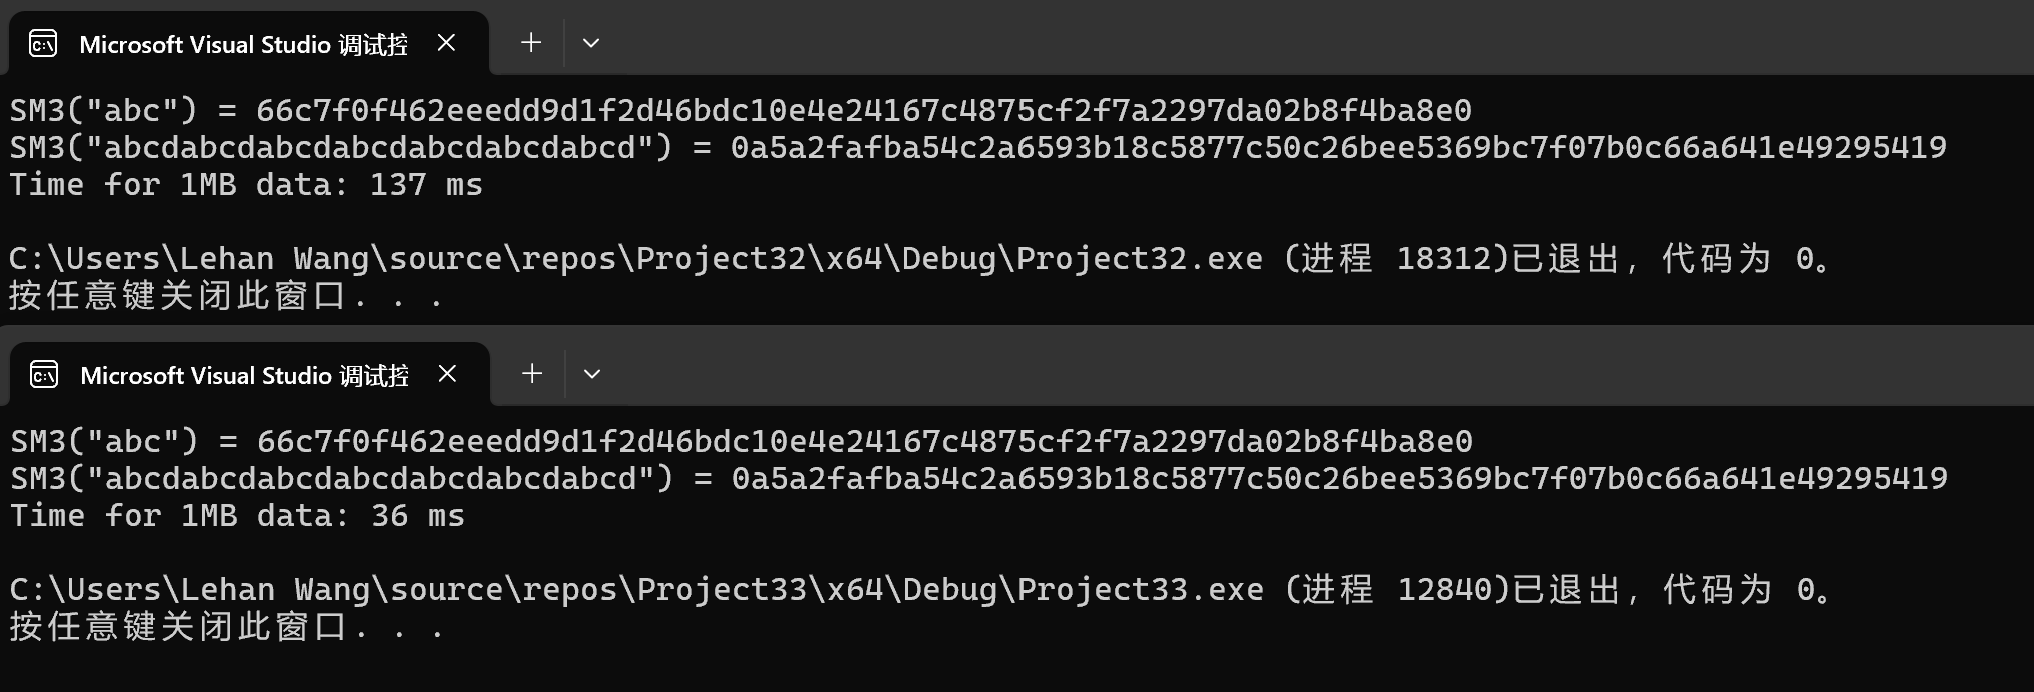 Microsoft Visual Studio 调试控
SM3("abc") = 66c7f0f462eeedd9d1f2d46bdc10e4e24167c4875cf2f7a2297da02b8f4ba8e0
SM3("abcdabcdabcdabcdabcdabcdabcd") = 0a5a2fafba54c2a6593b18c5877c50c26bee5369bc7f07b0c66a641e49295419
Time for 1MB data: 137 ms
C:\Users\Lehan Wang\source\repos\Project32\x64\Debug\Project32.exe (进程 18312)已退出，代码为 0。
按任意键关闭此窗口. . .
Microsoft Visual Studio 调试控
SM3("abc") = 66c7f0f462eeedd9d1f2d46bdc10e4e24167c4875cf2f7a2297da02b8f4ba8e0
SM3("abcdabcdabcdabcdabcdabcdabcd") = 0a5a2fafba54c2a6593b18c5877c50c26bee5369bc7f07b0c66a641e49295419
Time for 1MB data: 36 ms
C:\Users\Lehan Wang\source\repos\Project33\x64\Debug\Project33.exe (进程 12840)已退出，代码为 0。
按任意键关闭此窗口. . .